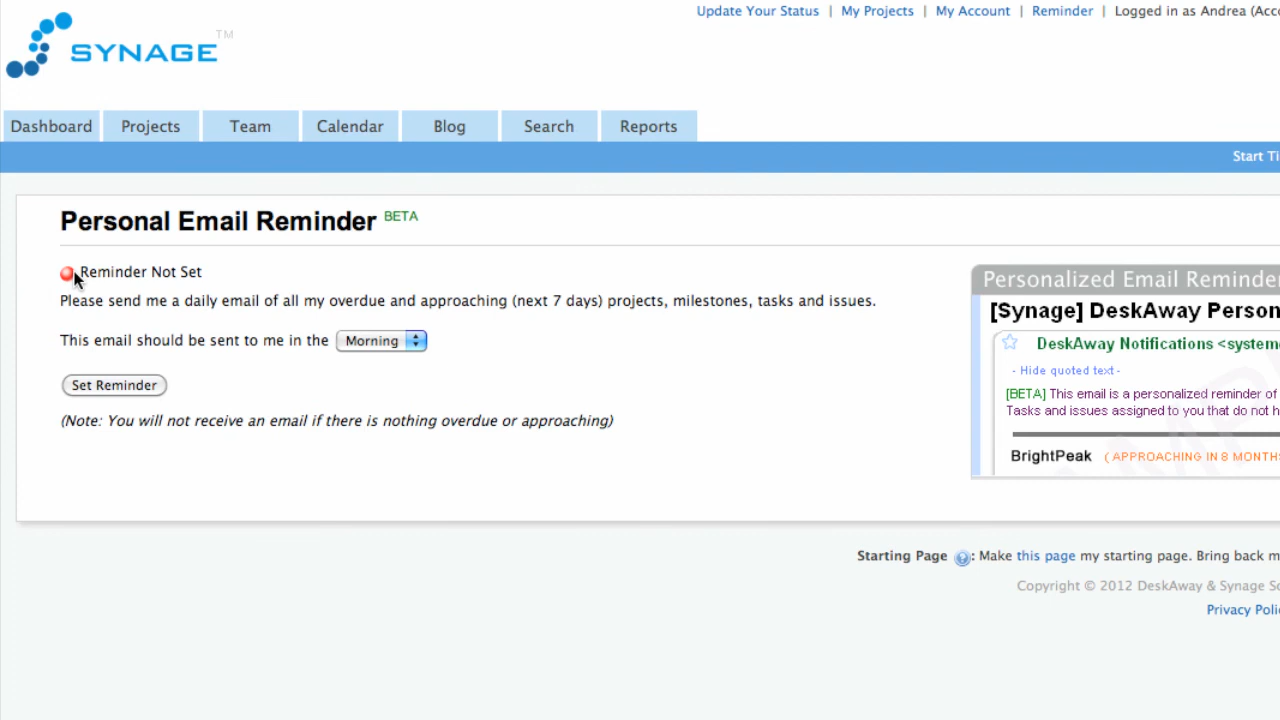 Update Your Status | My Projects | My Account | Reminder | Logged in as Andrea (Acc
SYNAGE TM
Dashboard Projects Team Calendar Blog Search Reports
Start Ti
Personal Email Reminder BETA
Reminder Not Set
Please send me a daily email of all my overdue and approaching (next 7 days) projects, milestones, tasks and issues.
This email should be sent to me in the Morning
Set Reminder
(Note: You will not receive an email if there is nothing overdue or approaching)
Personalized Email Reminder
[Synage] DeskAway Person
DeskAway Notifications <system
- Hide quoted text -
[BETA] This email is a personalized reminder of
Tasks and issues assigned to you that do not h
BrightPeak ( APPROACHING IN 8 MONTHS
Starting Page ?: Make this page my starting page. Bring back m
Copyright © 2012 DeskAway & Synage So
Privacy Poli